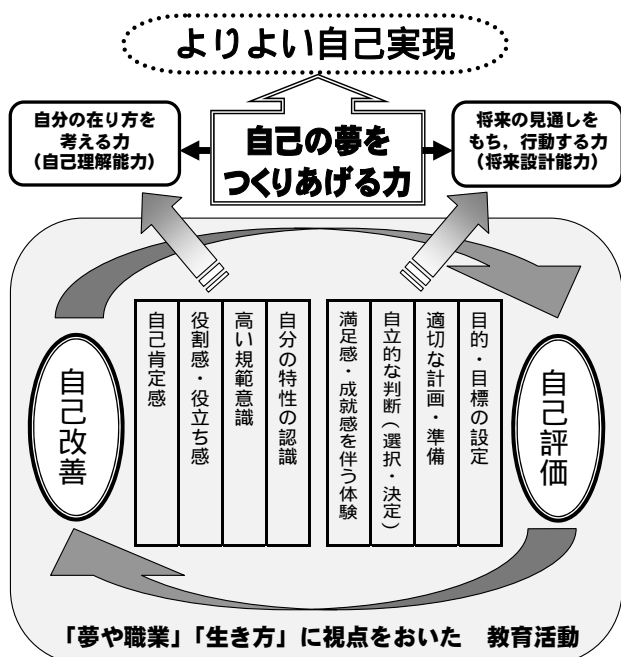 よりよい自己実現
自分の在り方を
考える力
(自己理解能力)
自己の夢を
つくりあげる力
将来の見通しを
もち，行動する力
(将来設計能力)
自己改善
自己肯定感
役割感・役立ち感
高い規範意識
自分の特性の認識
満足感・成就感を伴う体験
自立的な判断(選択・決定)
適切な計画・準備
目的・目標の設定
自己評価
「夢や職業」「生き方」に視点をおいた　教育活動